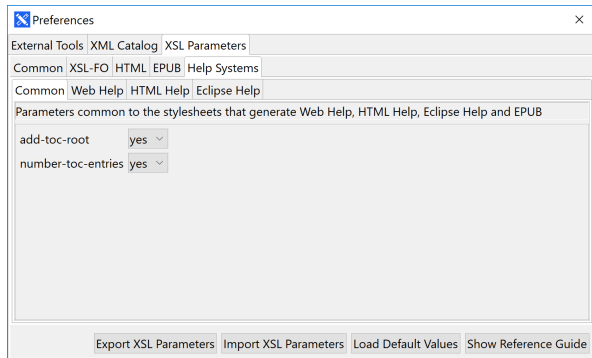 Preferences
External Tools XML Catalog XSL Parameters
Common XSL-FO HTML EPUB Help Systems
Common Web Help HTML Help Eclipse Help
Parameters common to the stylesheets that generate Web Help, HTML Help, Eclipse Help and EPUB
add-toc-root yes
number-toc-entries yes
Export XSL Parameters Import XSL Parameters Load Default Values Show Reference Guide